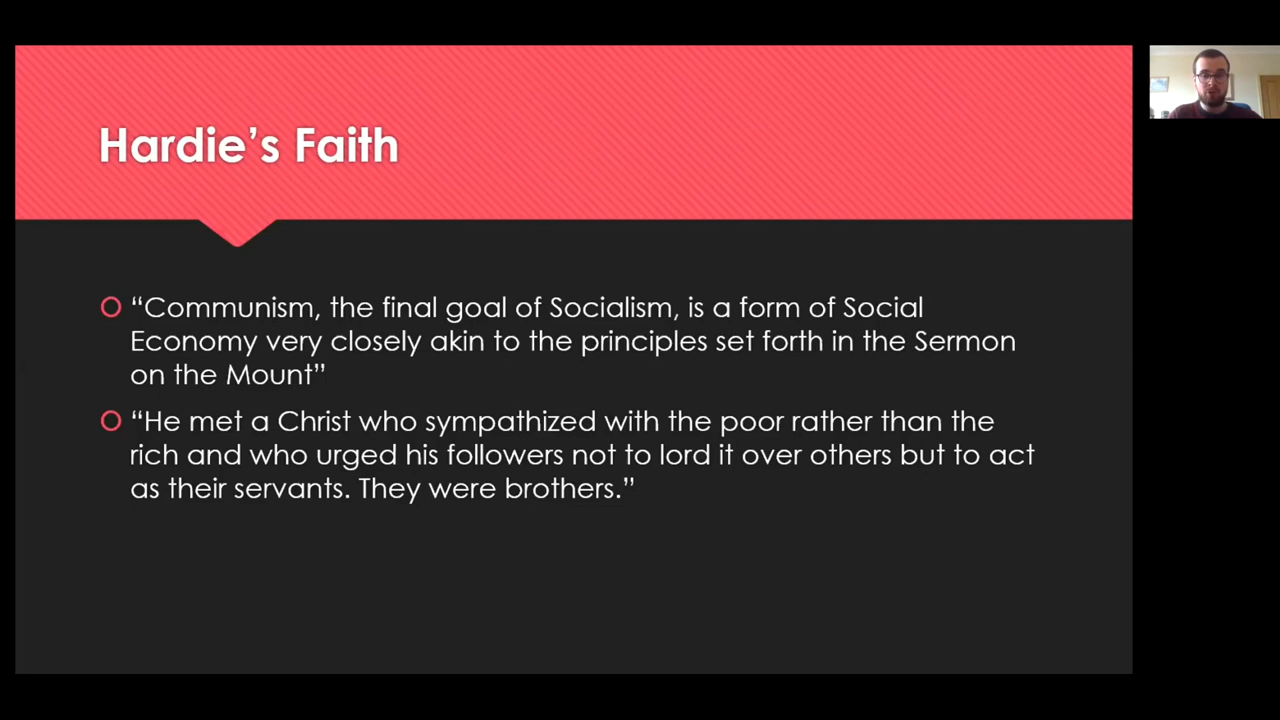 Hardie’s Faith
“Communism, the final goal of Socialism, is a form of Social
Economy very closely akin to the principles set forth in the Sermon
on the Mount”
“He met a Christ who sympathized with the poor rather than the
rich and who urged his followers not to lord it over others but to act
as their servants. They were brothers.”